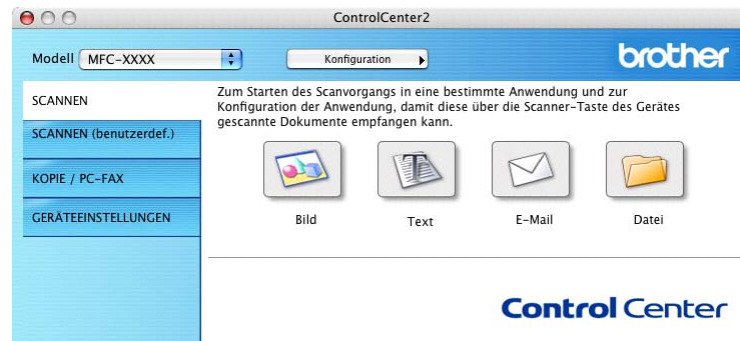 ControlCenter2
Modell MFC-XXXX
Konfiguration
brother
SCANNEN
SCANNEN (benutzerdef.)
KOPIE / PC-FAX
GERÄTEEINSTELLUNGEN
Zum Starten des Scanvorgangs in eine bestimmte Anwendung und zur
Konfiguration der Anwendung, damit diese über die Scanner-Taste des Gerätes
gescannte Dokumente empfangen kann.
Bild
Text
E-Mail
Datei
Control Center